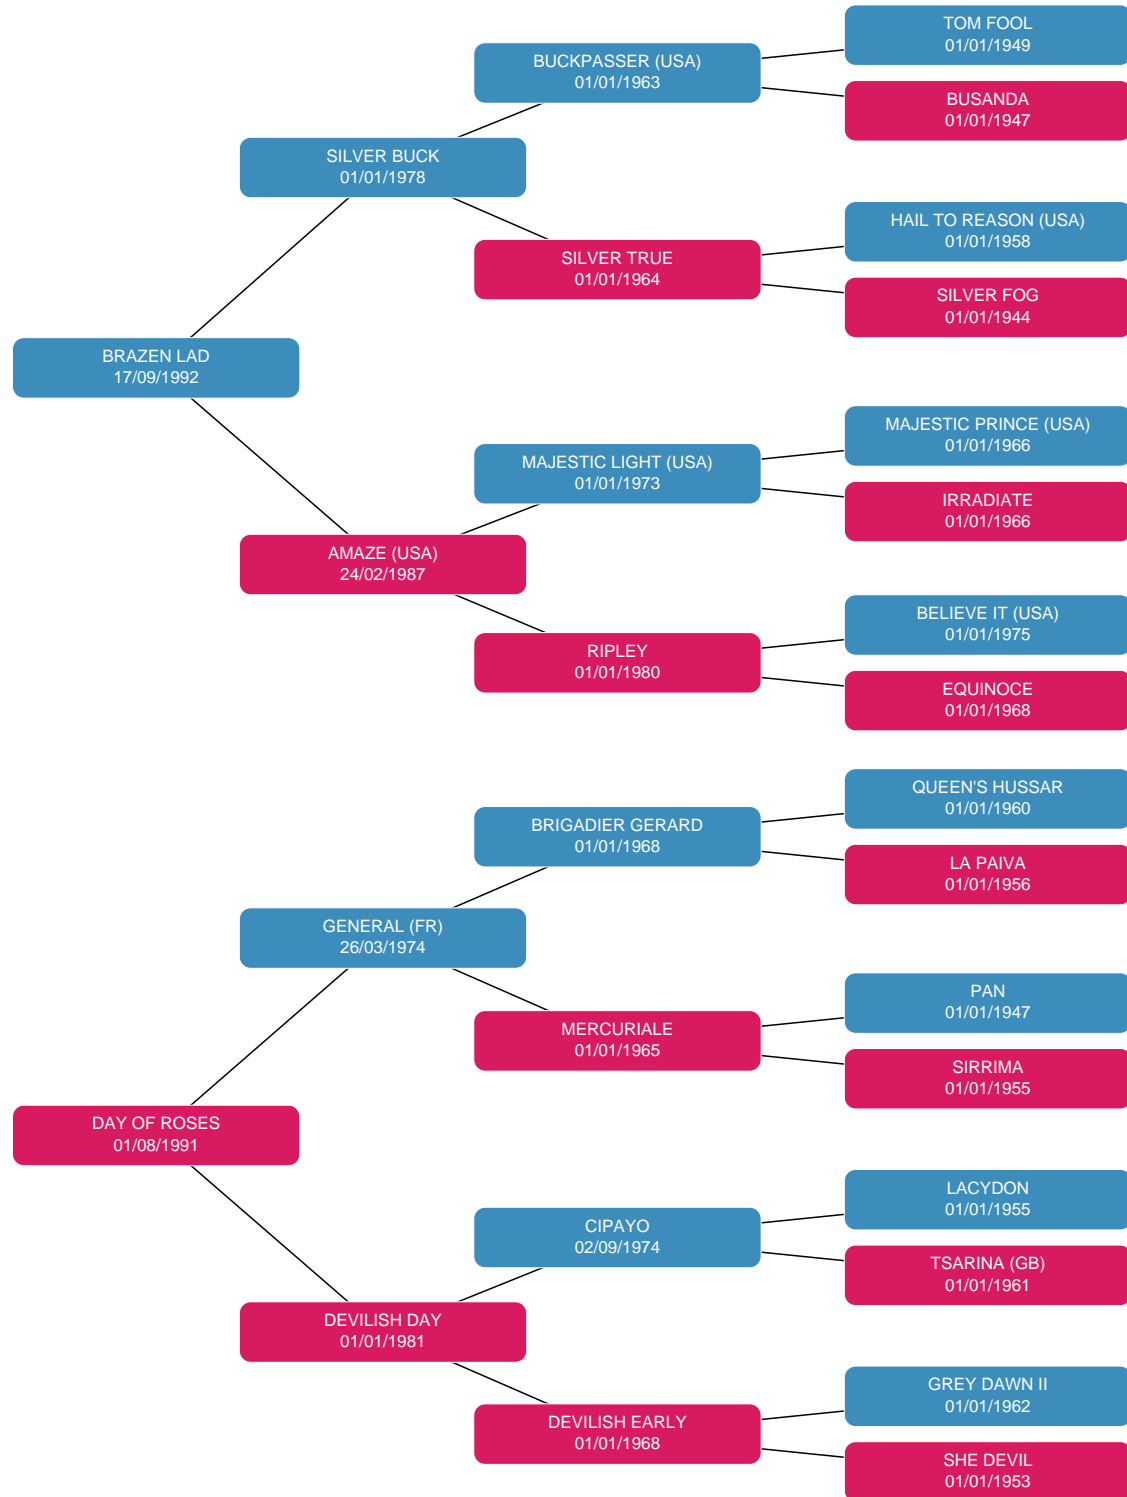 TOM FOOL
01/01/1949
BUCKPASSER (USA)
01/01/1963
BUSANDA
01/01/1947
SILVER BUCK
01/01/1978
HAIL TO REASON (USA)
01/01/1958
SILVER TRUE
01/01/1964
SILVER FOG
01/01/1944
BRAZEN LAD
17/09/1992
MAJESTIC PRINCE (USA)
01/01/1966
MAJESTIC LIGHT (USA)
01/01/1973
IRRADIATE
01/01/1966
AMAZE (USA)
24/02/1987
BELIEVE IT (USA)
01/01/1975
RIPLEY
01/01/1980
EQUINOCE
01/01/1968
QUEEN'S HUSSAR
01/01/1960
BRIGADIER GERARD
01/01/1968
LA PAIVA
01/01/1956
GENERAL (FR)
26/03/1974
PAN
01/01/1947
MERCURIALE
01/01/1965
SIRRIMA
01/01/1955
DAY OF ROSES
01/08/1991
LACYDON
01/01/1955
CIPAYO
02/09/1974
TSARINA (GB)
01/01/1961
DEVILISH DAY
01/01/1981
GREY DAWN II
01/01/1962
DEVILISH EARLY
01/01/1968
SHE DEVIL
01/01/1953